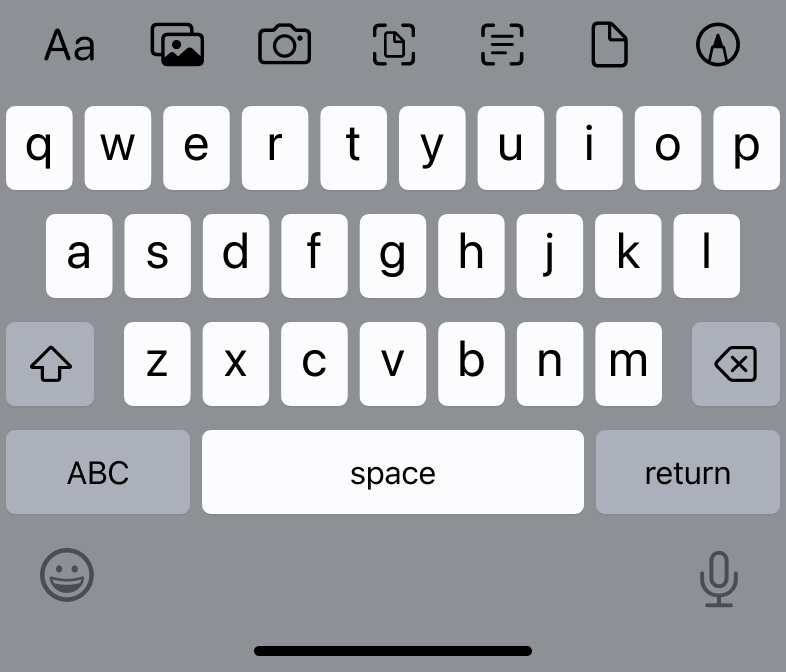 Aa
q w e r t y u i o p
a s d f g h j k l
z x c v b n m
ABC space return